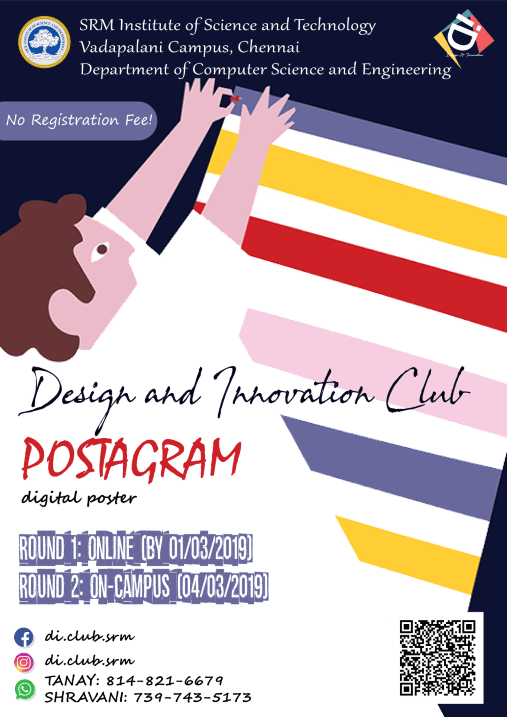 SRM Institute of Science and Technology
Vadapalani Campus, Chennai
Department of Computer Science and Engineering
No Registration Fee!
Design and Innovation Club
POSTAGRAM
digital poster
ROUND 1: ONLINE (BY 01/03/2019)
ROUND 2: ON-CAMPUS (04/03/2019)
di.club.srm
di.club.srm
TANAY: 814-821-6679
SHRAVANI: 739-743-5173